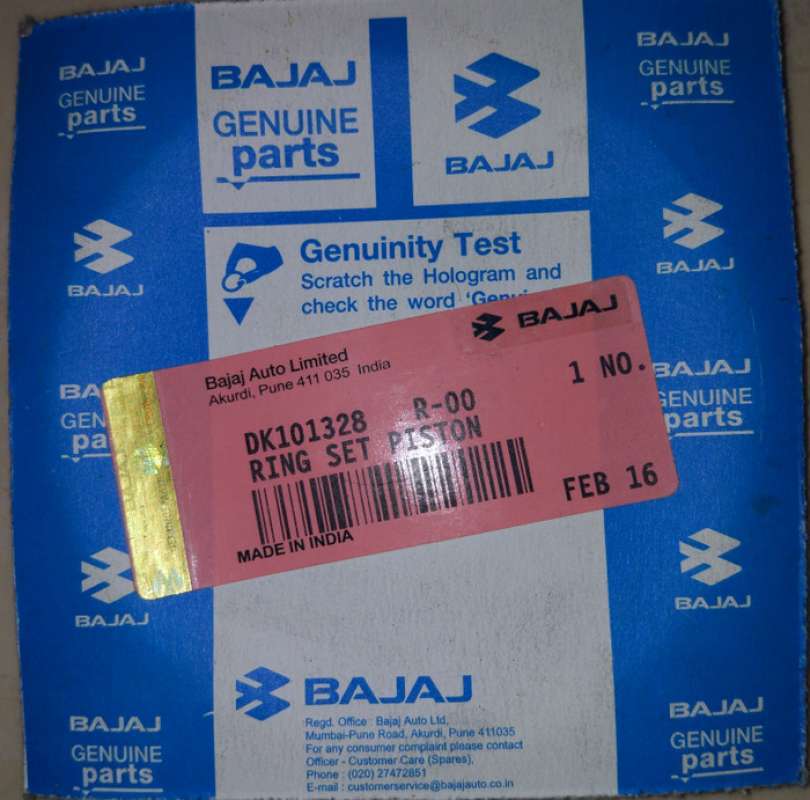 BAJAJ
GENUINE
parts
BAJAJ
GENUINE
parts
BAJAJ
BAJAJ
GENUINE
parts
BAJAJ
BAJAJ
Genuinity Test
Scratch the Hologram and
check the word
BAJAJ
Bajaj Auto Limited
Akurdi, Pune 411 035 India
1 NO.
DK101328 R-00
RING SET PISTON
FEB 16
MADE IN INDIA
BAJAJ
GENUINE
parts
BAJAJ
BAJAJ
BAJAJ
Regd. Office : Bajaj Auto Ltd,
Mumbai-Pune Road, Akurdi, Pune 411035
For any consumer complaint please contact
Officer - Customer Care (Spares),
Phone : (020) 27472851
E-mail : customerservice@bajajauto.co.in
BAJAJ
GENUINE
parts
BAJAJ
GENUINE
parts